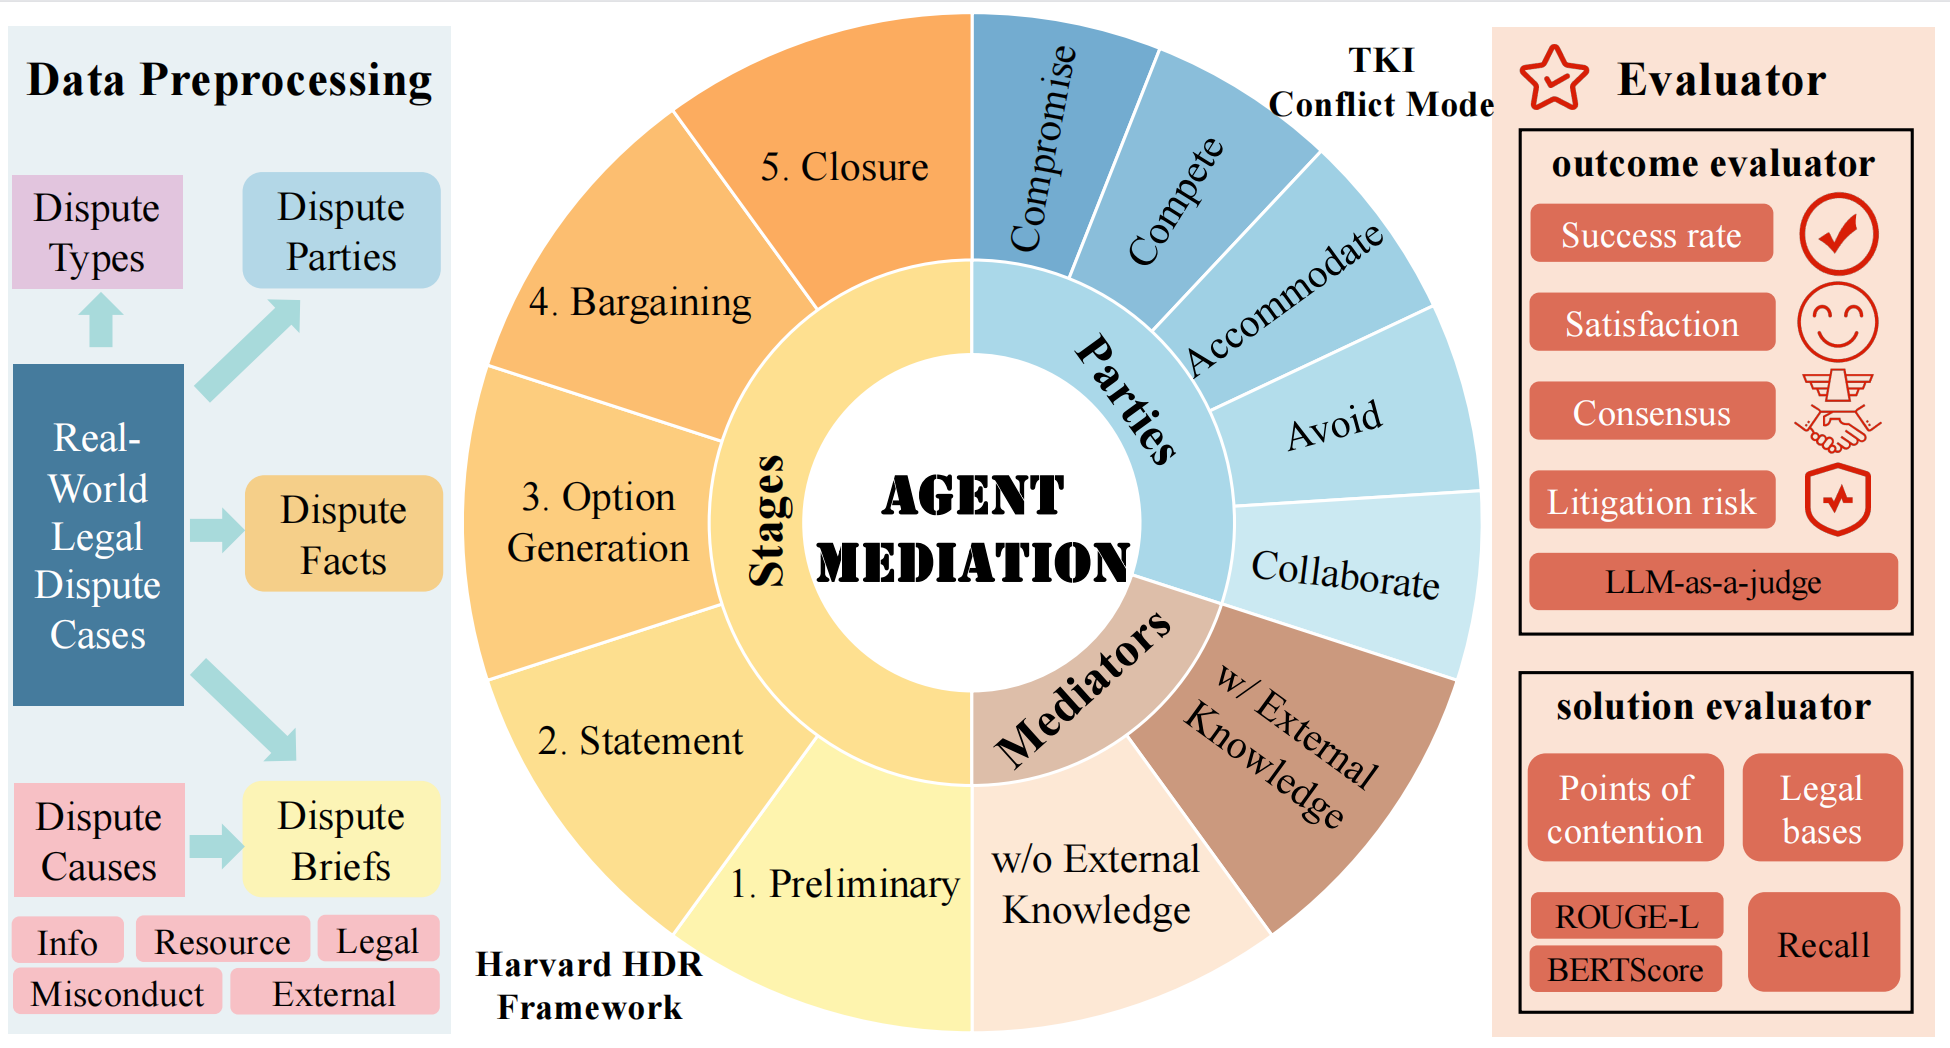 Data Preprocessing
Dispute
Types
Dispute
Parties
Real-
World
Legal
Dispute
Cases
Dispute
Facts
Dispute
Causes
Dispute
Briefs
Info
Resource
Legal
Misconduct
External
AGENT
MEDIATION
Stages
1. Preliminary
2. Statement
3. Option
Generation
4. Bargaining
5. Closure
Harvard HDR
Framework
Parties
Compromise
Compete
Accommodate
Avoid
Collaborate
TKI
Conflict Mode
Mediators
w/ External
Knowledge
w/o External
Knowledge
Evaluator
outcome evaluator
Success rate
Satisfaction
Consensus
Litigation risk
LLM-as-a-judge
solution evaluator
Points of
contention
Legal
bases
ROUGE-L
BERTScore
Recall